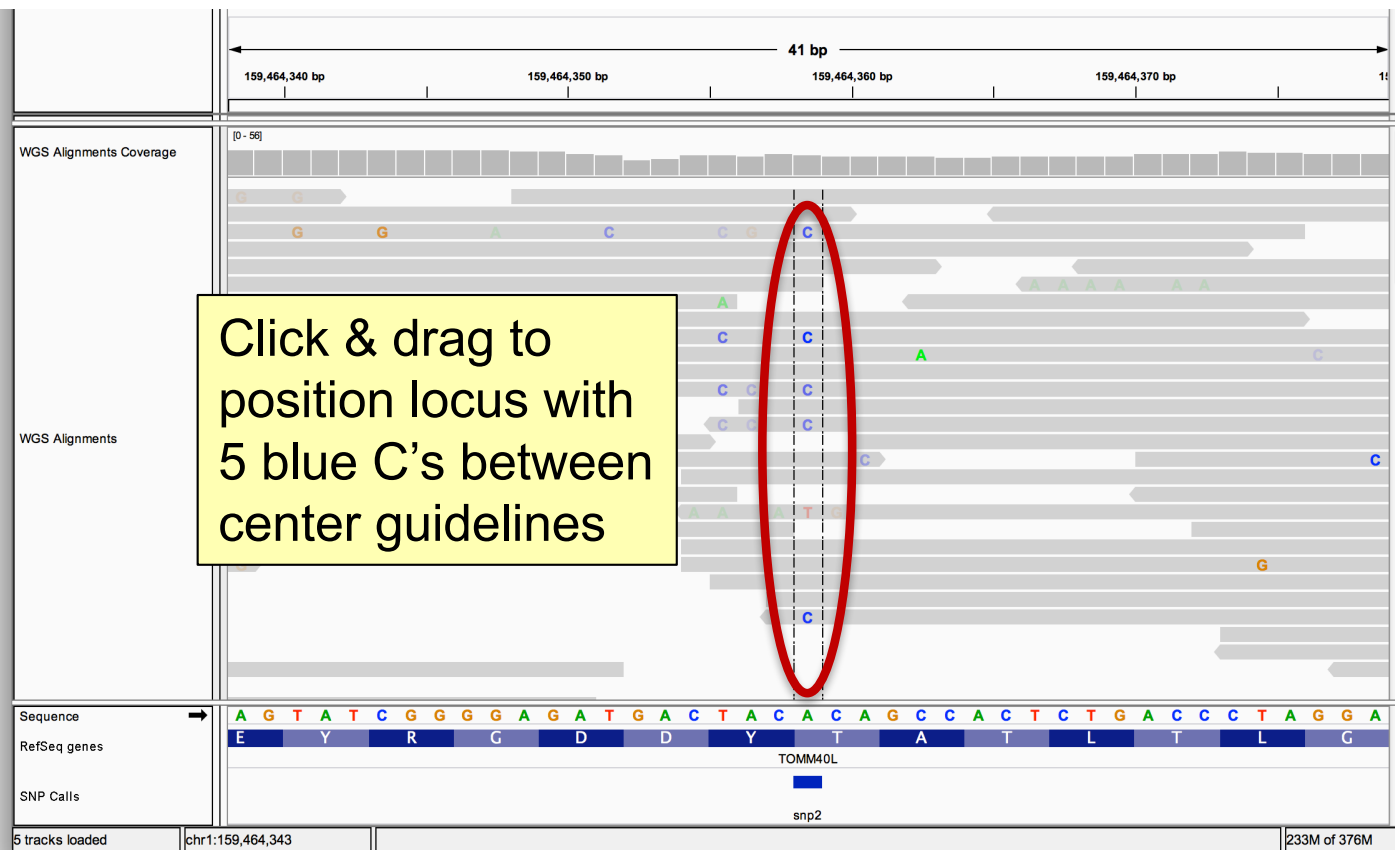 41 bp
159,464,340 bp 159,464,350 bp 159,464,360 bp 159,464,370 bp 15
[0 - 56]
WGS Alignments Coverage
G G
G G A C C G C
A A A A A A
A
C C
A C
C C C
C C C
WGS Alignments
C C
A A A T G
G
C
Click & drag to
position locus with
5 blue C’s between
center guidelines
Sequence A G T A T C G G G G A G A T G A C T A C A C A G C C A C T C T G A C C C T A G G A
RefSeq genes E Y R G D D Y T A T L T L G
TOMM40L
SNP Calls
snp2
5 tracks loaded chr1:159,464,343 233M of 376M